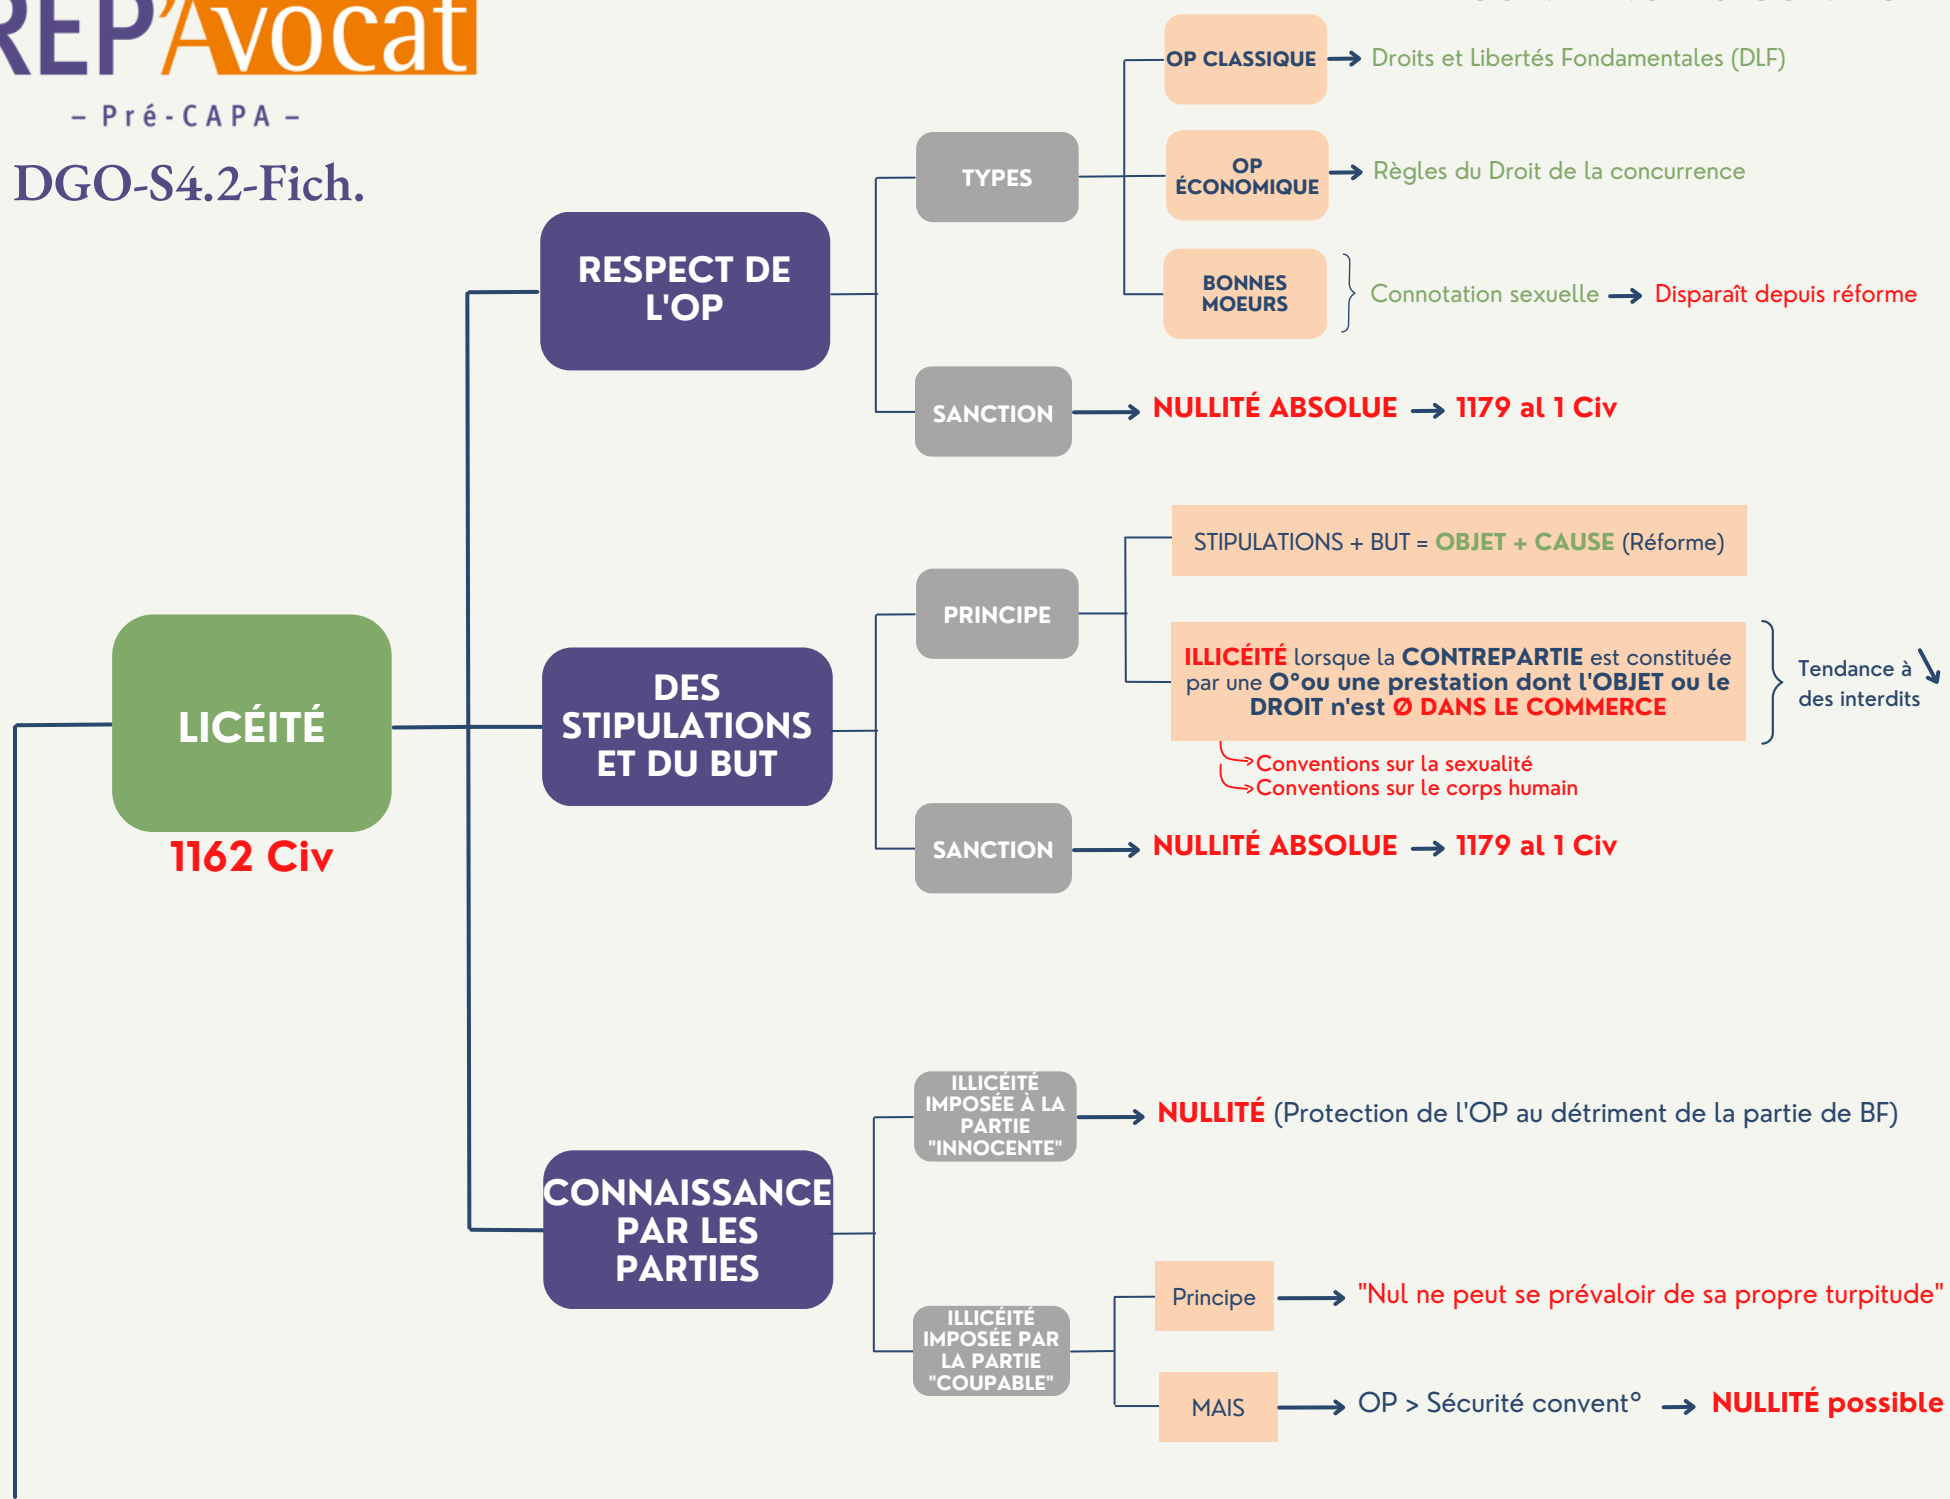 REP'Avocat
– Pré-CAPA –
DGO-S4.2-Fich.
LICÉITÉ
1162 Civ
RESPECT DE
L'OP
TYPES
OP CLASSIQUE
Droits et Libertés Fondamentales (DLF)
OP
ÉCONOMIQUE
Règles du Droit de la concurrence
BONNES
MOEURS
Connotation sexuelle
Disparaît depuis réforme
SANCTION
NULLITÉ ABSOLUE → 1179 al 1 Civ
DES
STIPULATIONS
ET DU BUT
PRINCIPE
STIPULATIONS + BUT = OBJET + CAUSE (Réforme)
ILLICÉITÉ lorsque la CONTREPARTIE est constituée
par une O°ou une prestation dont l'OBJET ou le
DROIT n'est Ø DANS LE COMMERCE
Tendance à
des interdits
Conventions sur la sexualité
Conventions sur le corps humain
SANCTION
NULLITÉ ABSOLUE → 1179 al 1 Civ
CONNAISSANCE
PAR LES
PARTIES
ILLICÉITÉ
IMPOSÉE À LA
PARTIE
"INNOCENTE"
NULLITÉ (Protection de l'OP au détriment de la partie de BF)
ILLICÉITÉ
IMPOSÉE PAR
LA PARTIE
"COUPABLE"
Principe
"Nul ne peut se prévaloir de sa propre turpitude"
MAIS
OP > Sécurité convent° → NULLITÉ possible